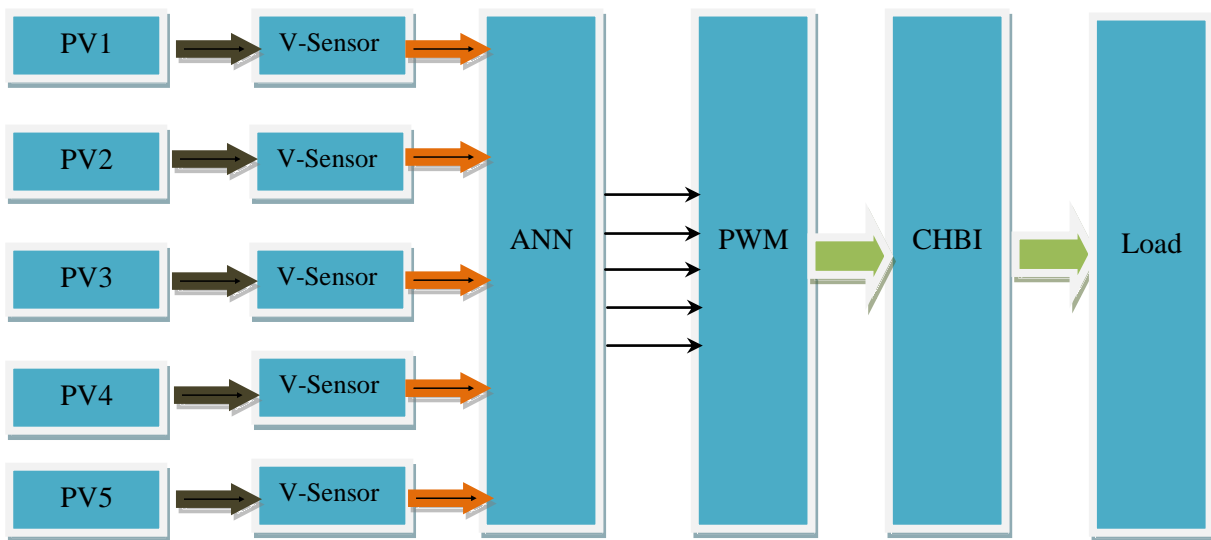 PV1
V-Sensor
PV2
V-Sensor
PV3
V-Sensor
PV4
V-Sensor
PV5
V-Sensor
ANN
PWM
CHBI
Load